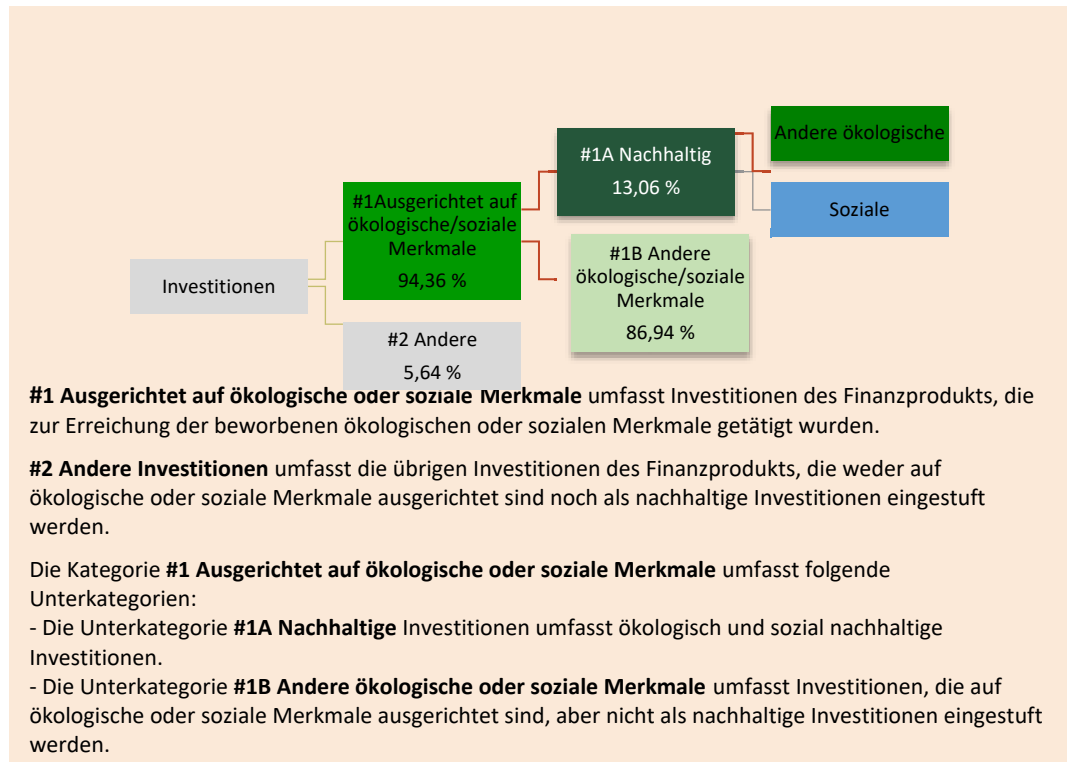 Andere ökologische
#1A Nachhaltig
13,06 %
Soziale
#1Ausgerichtet auf
ökologische/soziale
Merkmale
94,36 %
#1B Andere
ökologische/soziale
Merkmale
86,94 %
Investitionen
#2 Andere
5,64 %
#1 Ausgerichtet auf ökologische oder soziale Merkmale umfasst Investitionen des Finanzprodukts, die
zur Erreichung der beworbenen ökologischen oder sozialen Merkmale getätigt wurden.
#2 Andere Investitionen umfasst die übrigen Investitionen des Finanzprodukts, die weder auf
ökologische oder soziale Merkmale ausgerichtet sind noch als nachhaltige Investitionen eingestuft
werden.
Die Kategorie #1 Ausgerichtet auf ökologische oder soziale Merkmale umfasst folgende
Unterkategorien:
- Die Unterkategorie #1A Nachhaltige Investitionen umfasst ökologisch und sozial nachhaltige
Investitionen.
- Die Unterkategorie #1B Andere ökologische oder soziale Merkmale umfasst Investitionen, die auf
ökologische oder soziale Merkmale ausgerichtet sind, aber nicht als nachhaltige Investitionen eingestuft
werden.